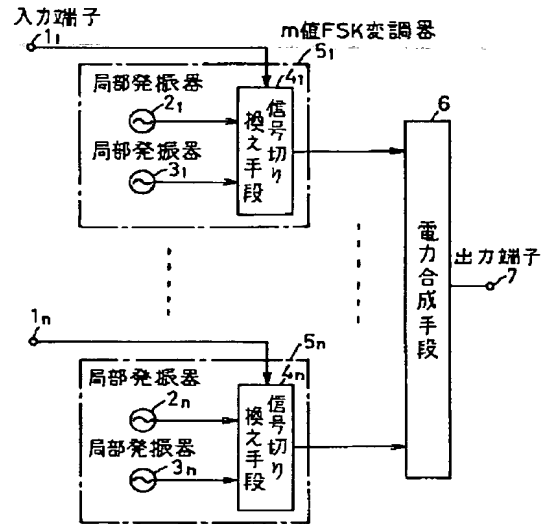 入力端子
1₁
m値FSK変調器
5₁
局部発振器
2₁
4₁
信号切り換え手段
局部発振器
3₁
6
電力合成手段
出力端子
7
1ₙ
5ₙ
局部発振器
2ₙ
4ₙ
信号切り換え手段
局部発振器
3ₙ